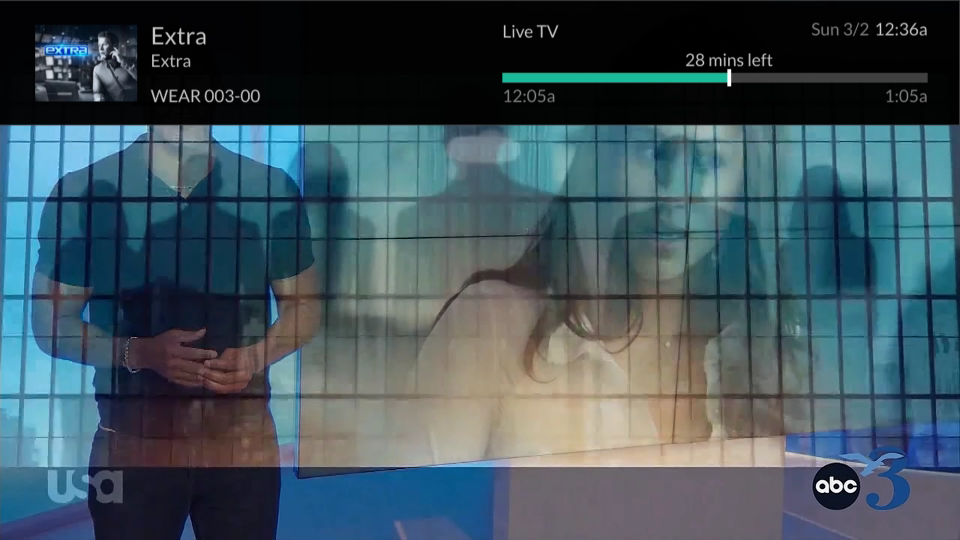 extra
Extra
Extra
WEAR 003-00
Live TV
Sun 3/2 12:36a
28 mins left
12:05a
1:05a
usa
abc 3